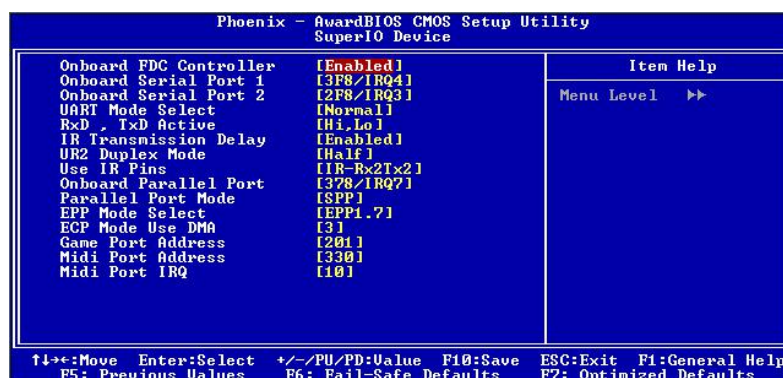 Phoenix - AwardBIOS CMOS Setup Utility
SuperIO Device
Onboard FDC Controller [Enabled]
Onboard Serial Port 1 [3F8/IRQ4]
Onboard Serial Port 2 [2F8/IRQ3]
UART Mode Select [Normal]
RxD , TxD Active [Hi,Lo]
IR Transmission Delay [Enabled]
UR2 Duplex Mode [Half]
Use IR Pins [IR-Rx2Tx2]
Onboard Parallel Port [378/IRQ7]
Parallel Port Mode [SPP]
EPP Mode Select [EPP1.7]
ECP Mode Use DMA [3]
Game Port Address [201]
Midi Port Address [330]
Midi Port IRQ [10]
Item Help
Menu Level ▶▶
↑↓→←:Move Enter:Select +/-/PU/PD:Value F10:Save ESC:Exit F1:General Help
F5: Previous Values F6: Fail-Safe Defaults F7: Optimized Defaults